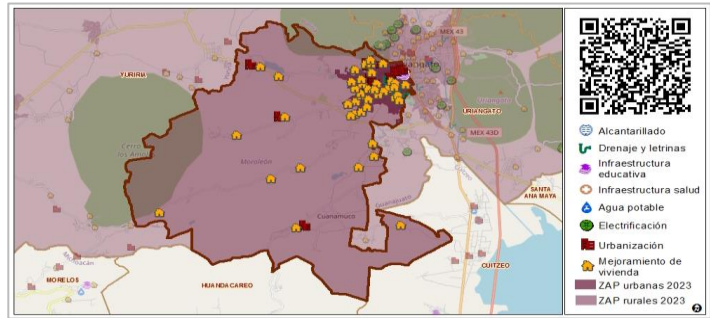 MEX 43
YURIRIA
URIANGATO
MEX 43D
Moroleón
SANTA
ANA MAYA
Cuanamuco
Guanajuato
CUITZEO
MORELOS
HUANDACAREO
Alcantarillado
Drenaje y letrinas
Infraestructura
educativa
Infraestructura salud
Agua potable
Electrificación
Urbanización
Mejoramiento de
vivienda
ZAP urbanas 2023
ZAP rurales 2023